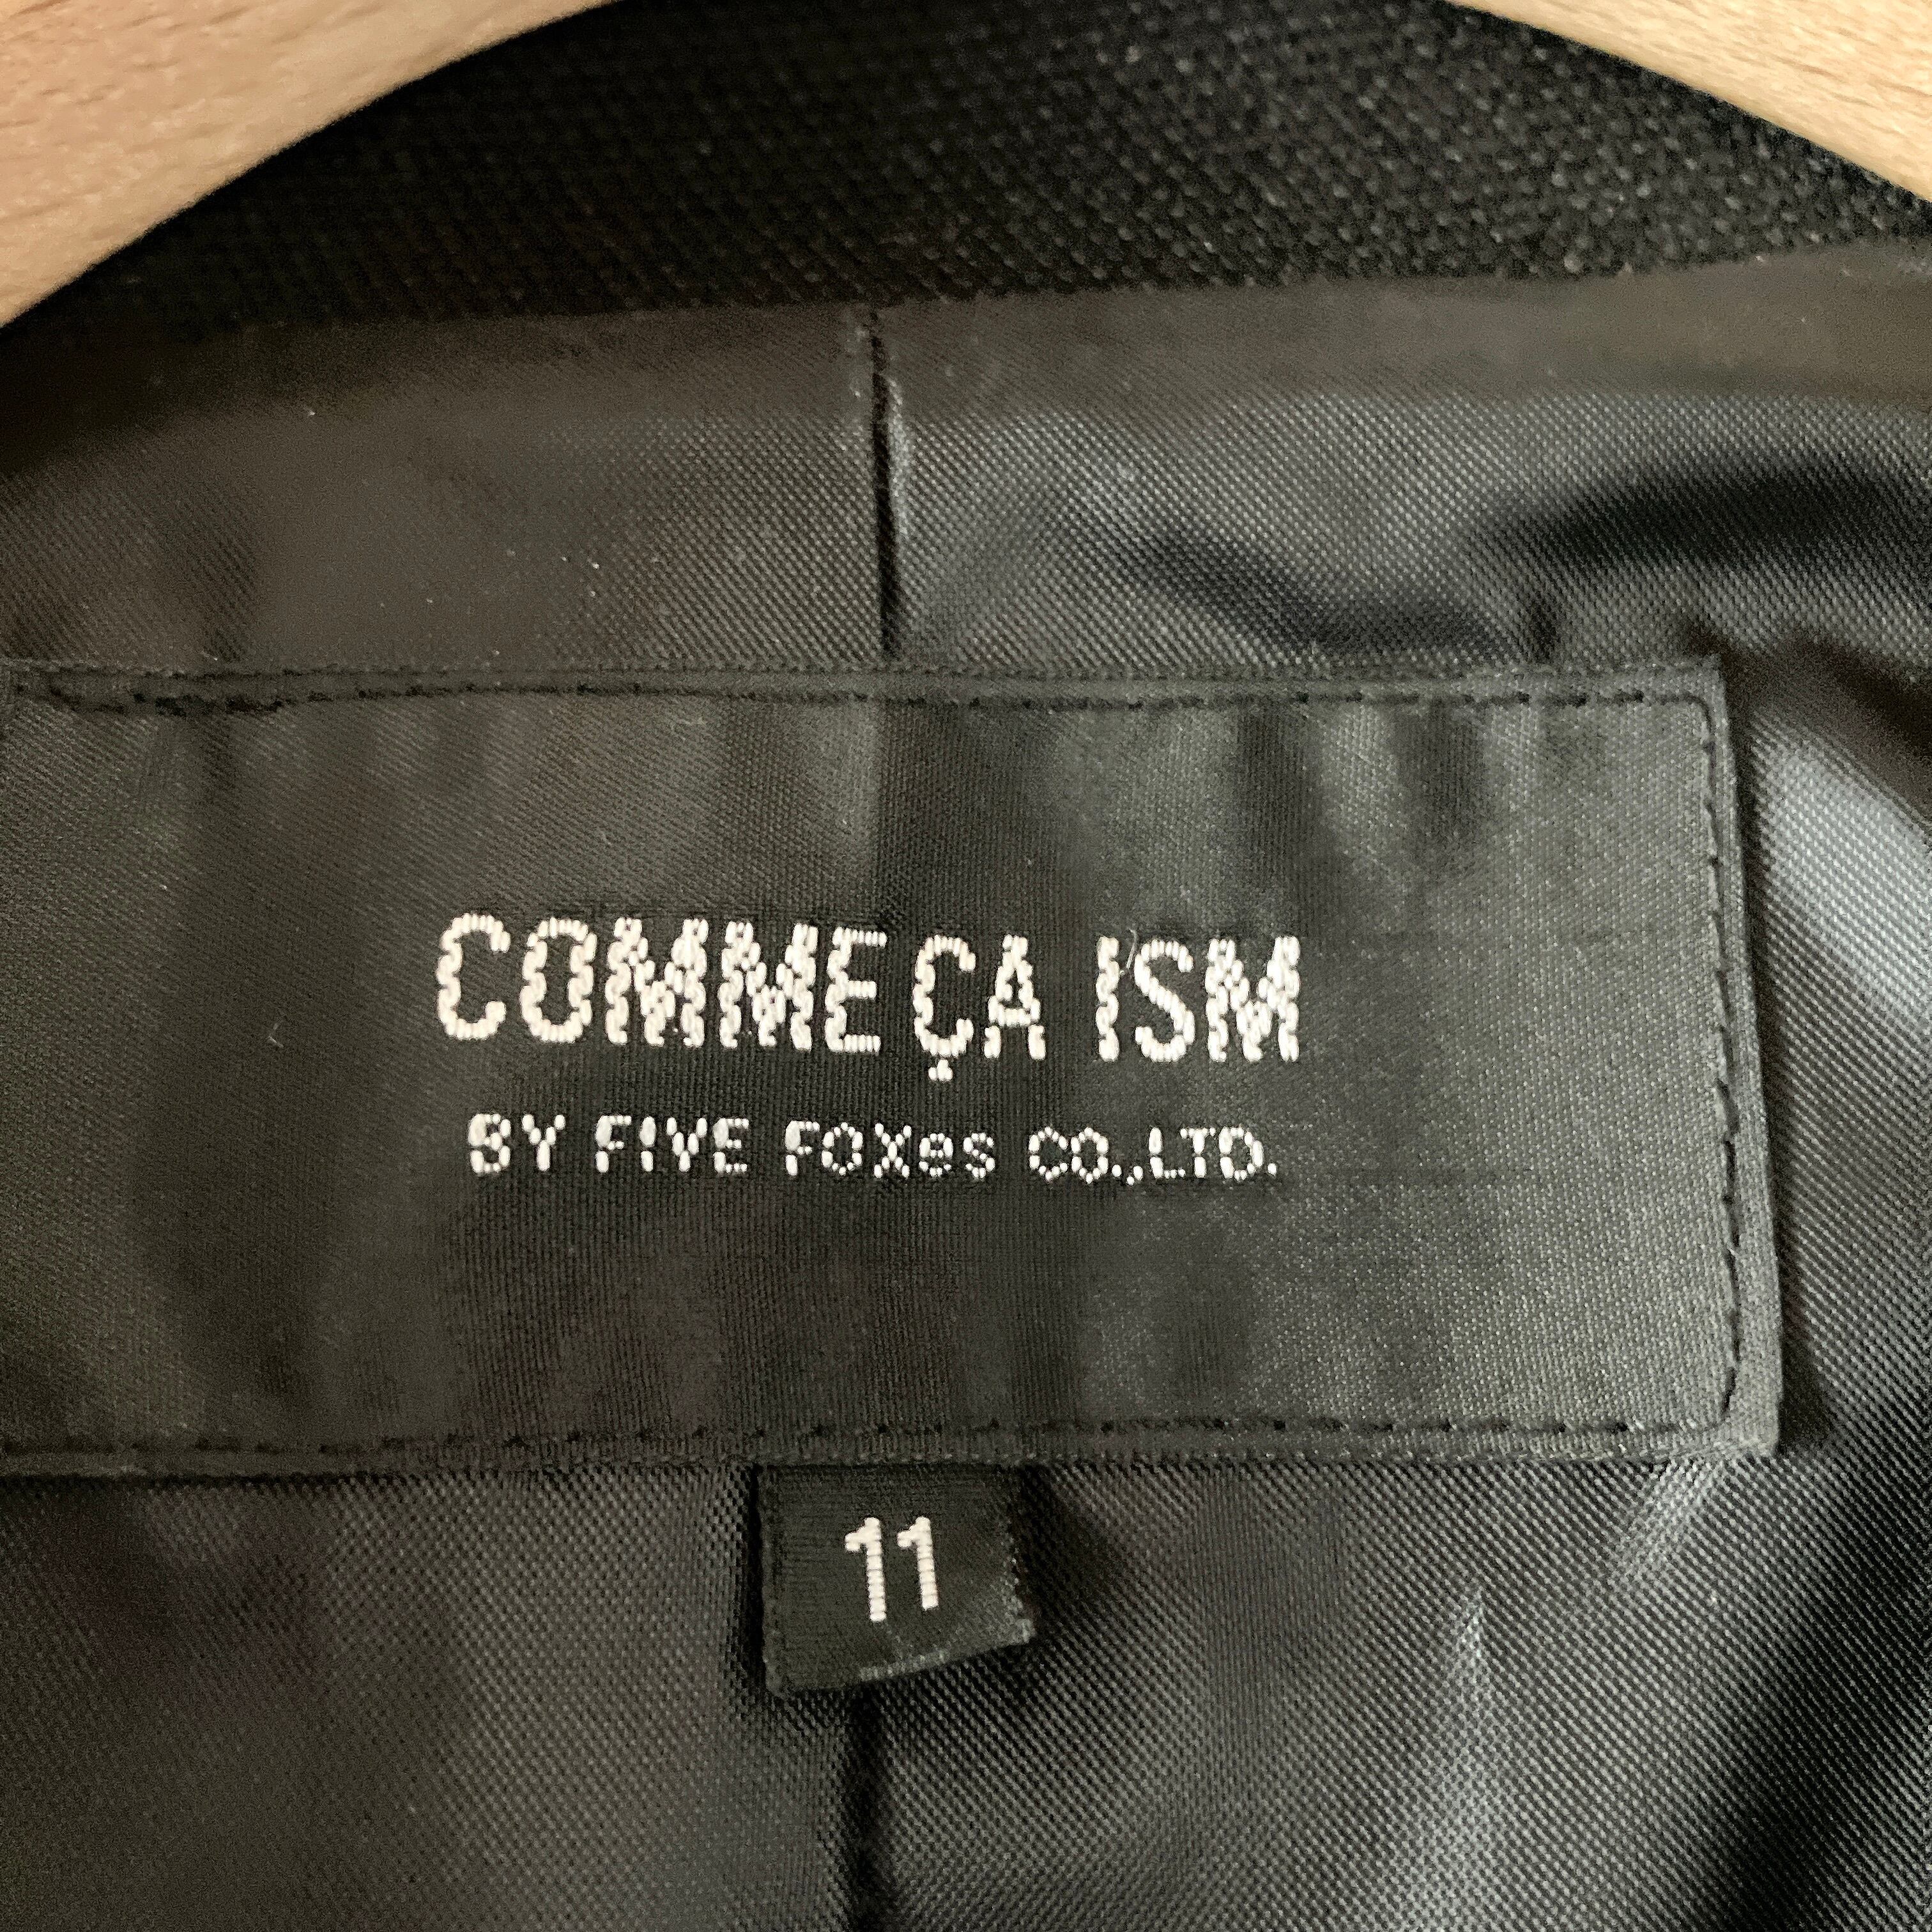 COMME ÇA ISM
BY FIVE FOXes CO.,LTD.
11